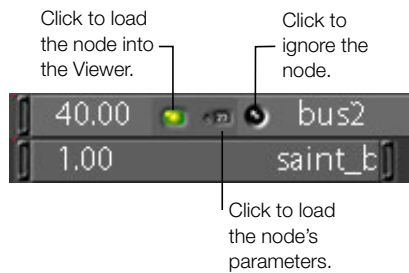 Click to load
the node into
the Viewer.
Click to
ignore the
node.
40.00 bus2
1.00 saint_b
Click to load
the node's
parameters.